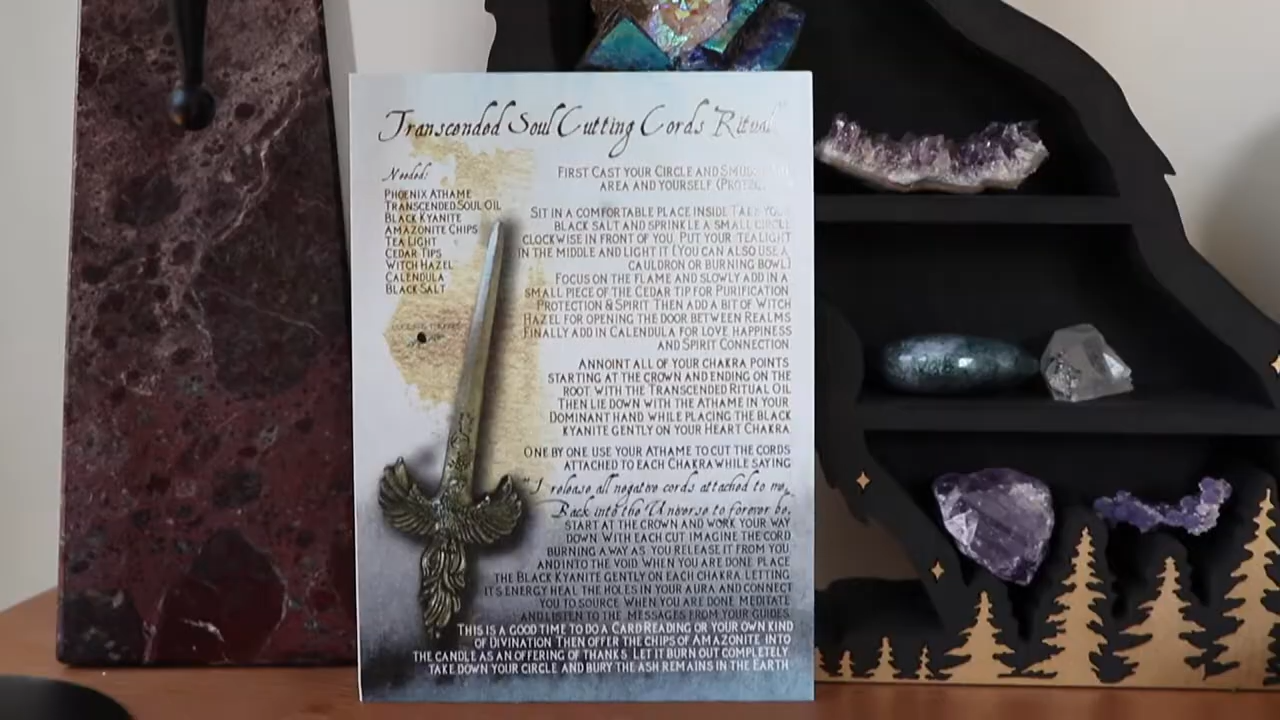 Transcended Soul Cutting Cords Ritual
Needed:
PHOENIX ATHAME
TRANSCENDED SOUL OIL
BLACK KYANITE
AMAZONITE CHIPS
TEA LIGHT
CEDAR TIPS
WITCH HAZEL
CALENDULA
BLACK SALT
FIRST CAST YOUR CIRCLE AND
AREA AND YOURSELF
SIT IN A COMFORTABLE PLACE INSIDE TAKE YOUR
BLACK SALT AND SPRINKLE A SMALL CIRCLE
CLOCKWISE IN FRONT OF YOU. PUT YOUR TEALIGHT
IN THE MIDDLE AND LIGHT IT (YOU CAN ALSO USE A
CAULDRON OR BURNING BOWL)
FOCUS ON THE FLAME AND SLOWLY ADD IN A
SMALL PIECE OF THE CEDAR TIP FOR PURIFICATION
PROTECTION & SPIRIT. THEN ADD A BIT OF WITCH
HAZEL FOR OPENING THE DOOR BETWEEN REALMS
FINALLY ADD IN CALENDULA FOR LOVE HAPPINESS
AND SPIRIT CONNECTION.
ANNOINT ALL OF YOUR CHAKRA POINTS
STARTING AT THE CROWN AND ENDING ON THE
ROOT WITH THE TRANSCENDED RITUAL OIL
THEN LIE DOWN WITH THE ATHAME IN YOUR
DOMINANT HAND WHILE PLACING THE BLACK
KYANITE GENTLY ON YOUR HEART CHAKRA
ONE BY ONE USE YOUR ATHAME TO CUT THE CORDS
ATTACHED TO EACH CHAKRA WHILE SAYING
"I release all negative cords attached to me,
Back into the Universe to forever be,
START AT THE CROWN AND WORK YOUR WAY
DOWN. WITH EACH CUT IMAGINE THE CORD
BURNING AWAY AS YOU RELEASE IT FROM YOU
AND INTO THE VOID. WHEN YOU ARE DONE PLACE
THE BLACK KYANITE GENTLY ON EACH CHAKRA LETTING
IT'S ENERGY HEAL THE HOLES IN YOUR AURA AND CONNECT
YOU TO SOURCE. WHEN YOU ARE DONE, MEDITATE
AND LISTEN TO THE MESSAGES FROM YOUR GUIDES.
THIS IS A GOOD TIME TO DO A CARD READING OR YOUR OWN KIND
OF DIVINATION. THEN OFFER THE CHIPS OF AMAZONITE INTO
THE CANDLE AS AN OFFERING OF THANKS. LET IT BURN OUT COMPLETELY.
TAKE DOWN YOUR CIRCLE AND BURY THE ASH REMAINS IN THE EARTH